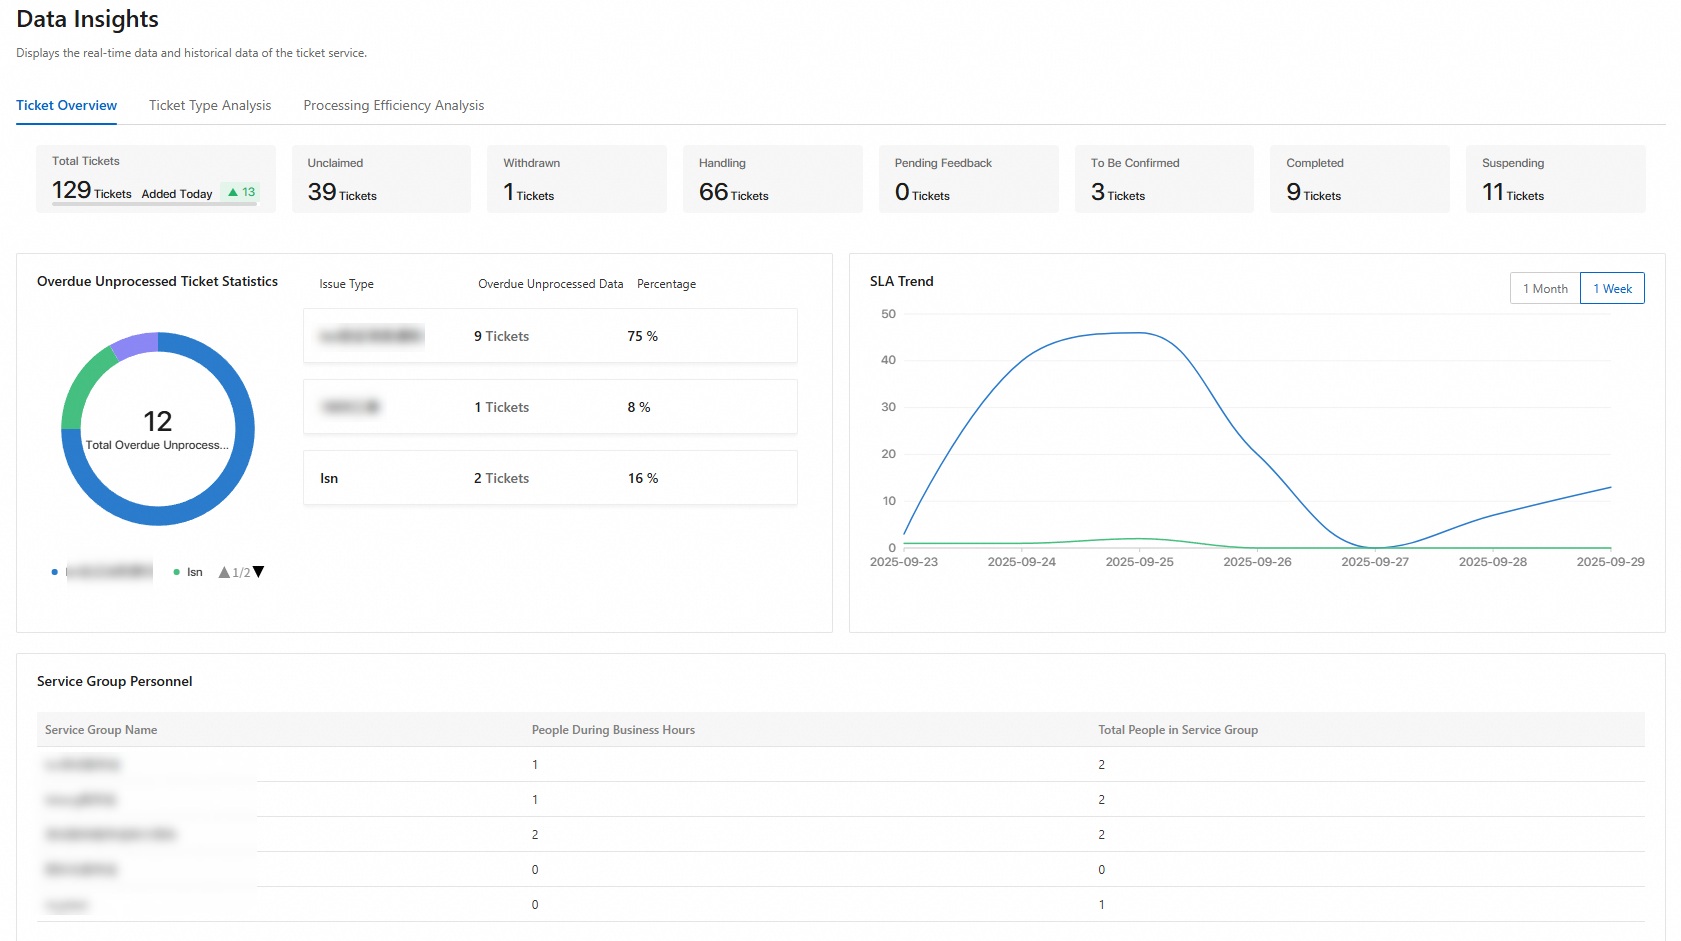 Data Insights
Displays the real-time data and historical data of the ticket service.
Ticket Overview Ticket Type Analysis Processing Efficiency Analysis
Total Tickets
129 Tickets Added Today ▲ 13
Unclaimed
39 Tickets
Withdrawn
1 Tickets
Handling
66 Tickets
Pending Feedback
0 Tickets
To Be Confirmed
3 Tickets
Completed
9 Tickets
Suspending
11 Tickets
Overdue Unprocessed Ticket Statistics
12
Total Overdue Unprocess...
lsn ▲ 1/2 ▼
Issue Type Overdue Unprocessed Data Percentage
9 Tickets 75 %
1 Tickets 8 %
lsn 2 Tickets 16 %
SLA Trend
1 Month 1 Week
50
40
30
20
10
0
2025-09-23 2025-09-24 2025-09-25 2025-09-26 2025-09-27 2025-09-28 2025-09-29
Service Group Personnel
Service Group Name People During Business Hours Total People in Service Group
1 2
1 2
2 2
0 0
0 1